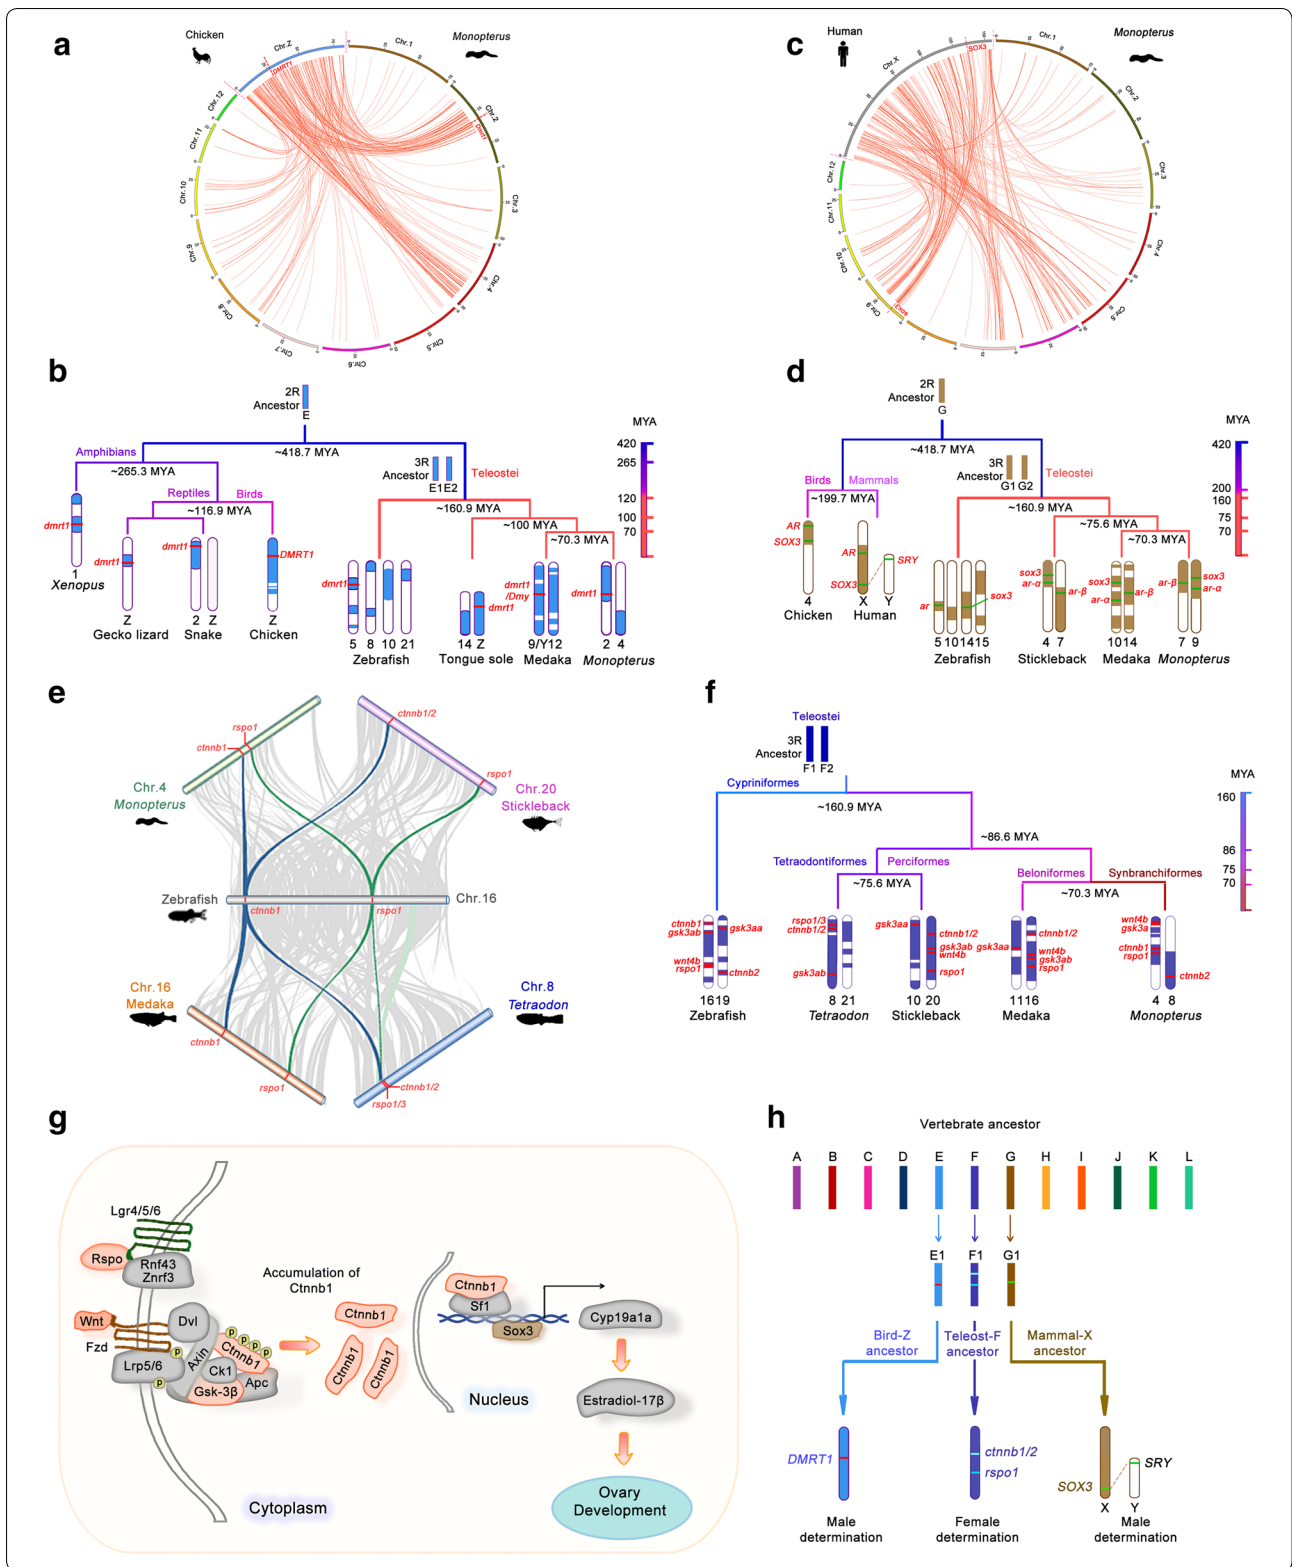 a
Chicken
Monopterus
Chr.Z
Chr.1
DMRT1
Chr.2
Dmrt1
Chr.3
Chr.4
Chr.5
Chr.6
Chr.7
Chr.8
Chr.9
Chr.10
Chr.11
Chr.12
c
Human
Monopterus
Chr.X
SOX3
Chr.1
Chr.2
Chr.3
Chr.4
Chr.5
Chr.9
sox3
Chr.10
Chr.11
Chr.12
b
2R
Ancestor
E
MYA
420
265
120
100
70
Amphibians
~418.7 MYA
~265.3 MYA
3R
Ancestor
E1E2
Teleostei
Reptiles
Birds
~116.9 MYA
~160.9 MYA
~100 MYA
~70.3 MYA
dmrt1
1
Xenopus
dmrt1
Z
Gecko lizard
dmrt1
2 Z
Snake
DMRT1
Z
Chicken
dmrt1
5 8 10 21
Zebrafish
dmrt1
14 Z
Tongue sole
dmrt1
/Dmy
9/Y12
Medaka
dmrt1
2 4
Monopterus
d
2R
Ancestor
G
MYA
420
200
160
75
70
~418.7 MYA
3R
Ancestor
G1 G2
Teleostei
Birds
Mammals
~199.7 MYA
~160.9 MYA
~75.6 MYA
~70.3 MYA
AR
SOX3
4
Chicken
AR
SOX3
SRY
X Y
Human
ar
sox3
5 10 14 15
Zebrafish
sox3
ar-α
ar-β
4 7
Stickleback
sox3
ar-α
ar-β
10 14
Medaka
ar-β
sox3
ar-α
7 9
Monopterus
e
rspo1
ctnnb1
ctnnb1/2
rspo1
Chr.4
Monopterus
Chr.20
Stickleback
Zebrafish
Chr.16
ctnnb1
rspo1
Chr.16
Medaka
Chr.8
Tetraodon
ctnnb1
rspo1
ctnnb1/2
rspo1/3
f
Teleostei
3R
Ancestor
F1 F2
MYA
160
86
75
70
Cypriniformes
~160.9 MYA
~86.6 MYA
Tetraodontiformes
Perciformes
~75.6 MYA
Beloniformes
Synbranchiformes
~70.3 MYA
ctnnb1
gsk3ab
wnt4b
rspo1
gsk3aa
ctnnb2
1619
Zebrafish
rspo1/3
ctnnb1/2
gsk3ab
8 21
Tetraodon
gsk3aa
ctnnb1/2
gsk3ab
wnt4b
rspo1
10 20
Stickleback
gsk3aa
ctnnb1/2
wnt4b
gsk3ab
rspo1
1116
Medaka
wnt4b
gsk3a
ctnnb1
rspo1
ctnnb2
4 8
Monopterus
g
Lgr4/5/6
Rspo
Rnf43
Znrf3
Wnt
Fzd
Dvl
Lrp5/6
P
P
Axin
P P P P
Ctnnb1
Ck1
Gsk-3β
Apc
Accumulation of
Ctnnb1
Ctnnb1
Ctnnb1
Ctnnb1
Ctnnb1
Sf1
Sox3
Cyp19a1a
Nucleus
Estradiol-17β
Cytoplasm
Ovary
Development
h
Vertebrate ancestor
A B C D E F G H I J K L
E1 F1 G1
Bird-Z
ancestor
Teleost-F
ancestor
Mammal-X
ancestor
DMRT1
ctnnb1/2
rspo1
SOX3
SRY
X Y
Male
determination
Female
determination
Male
determination